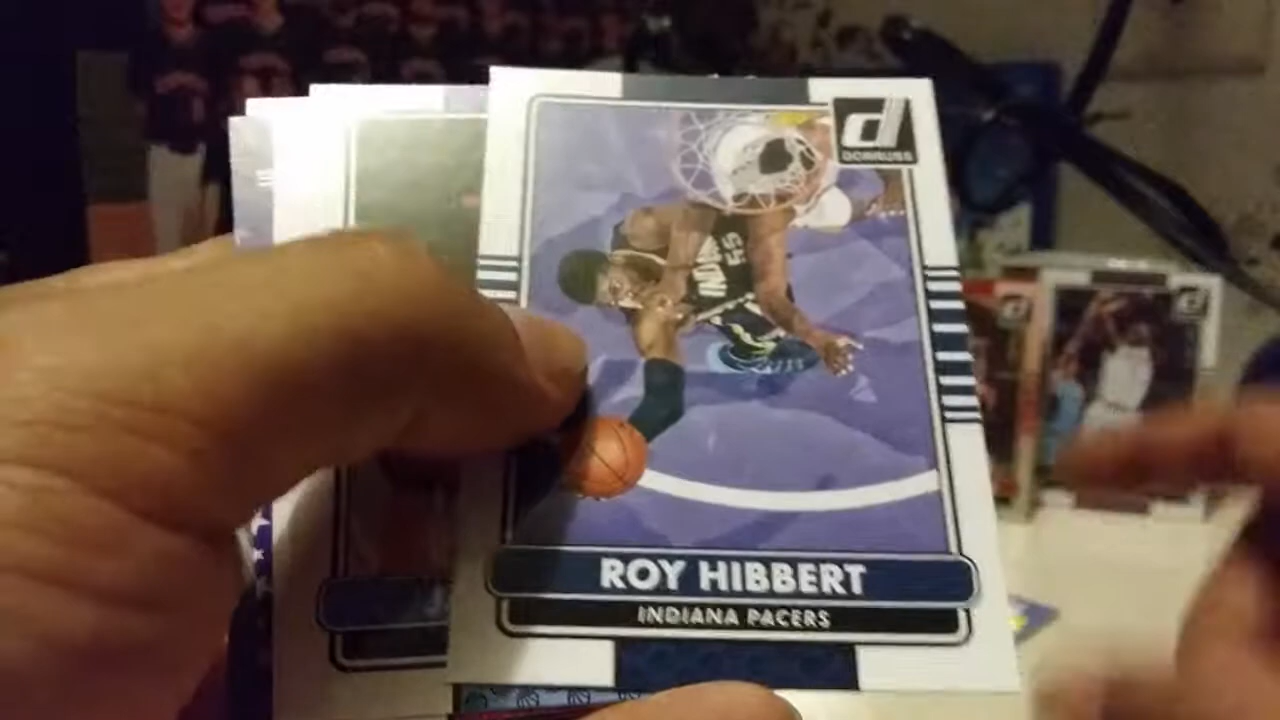 DONRUSS
INDIANA
55
ROY HIBBERT
INDIANA PACERS